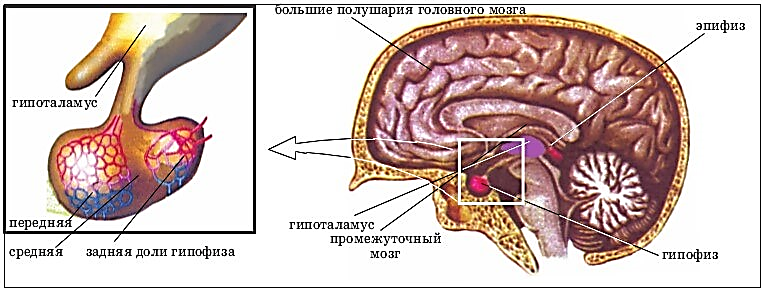 большие полушария головного мозга
эпифиз
гипоталамус
передняя
средняя
задняя доли гипофиза
гипоталамус
промежуточный
мозг
гипофиз